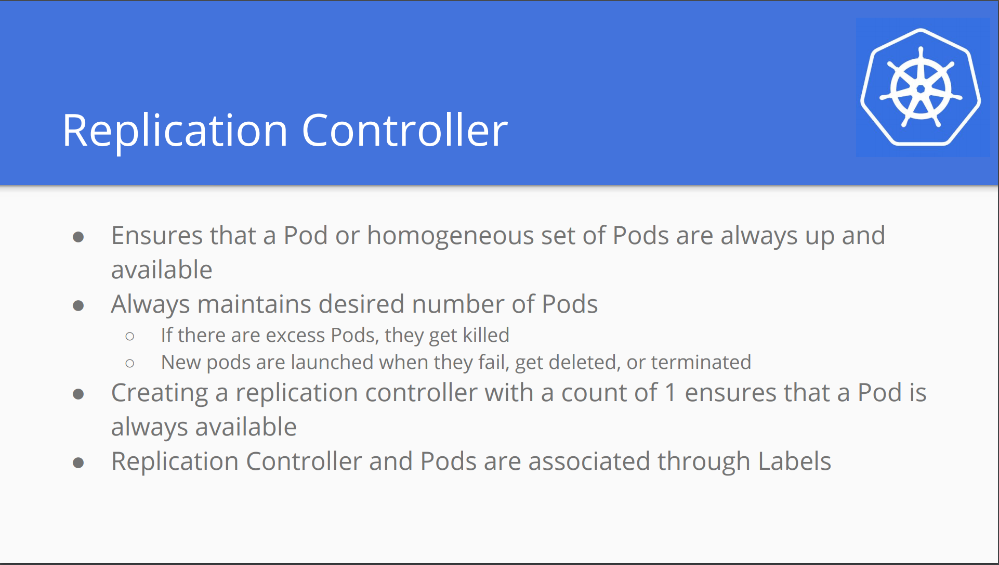 Replication Controller
● Ensures that a Pod or homogeneous set of Pods are always up and
available
● Always maintains desired number of Pods
○ If there are excess Pods, they get killed
○ New pods are launched when they fail, get deleted, or terminated
● Creating a replication controller with a count of 1 ensures that a Pod is
always available
● Replication Controller and Pods are associated through Labels